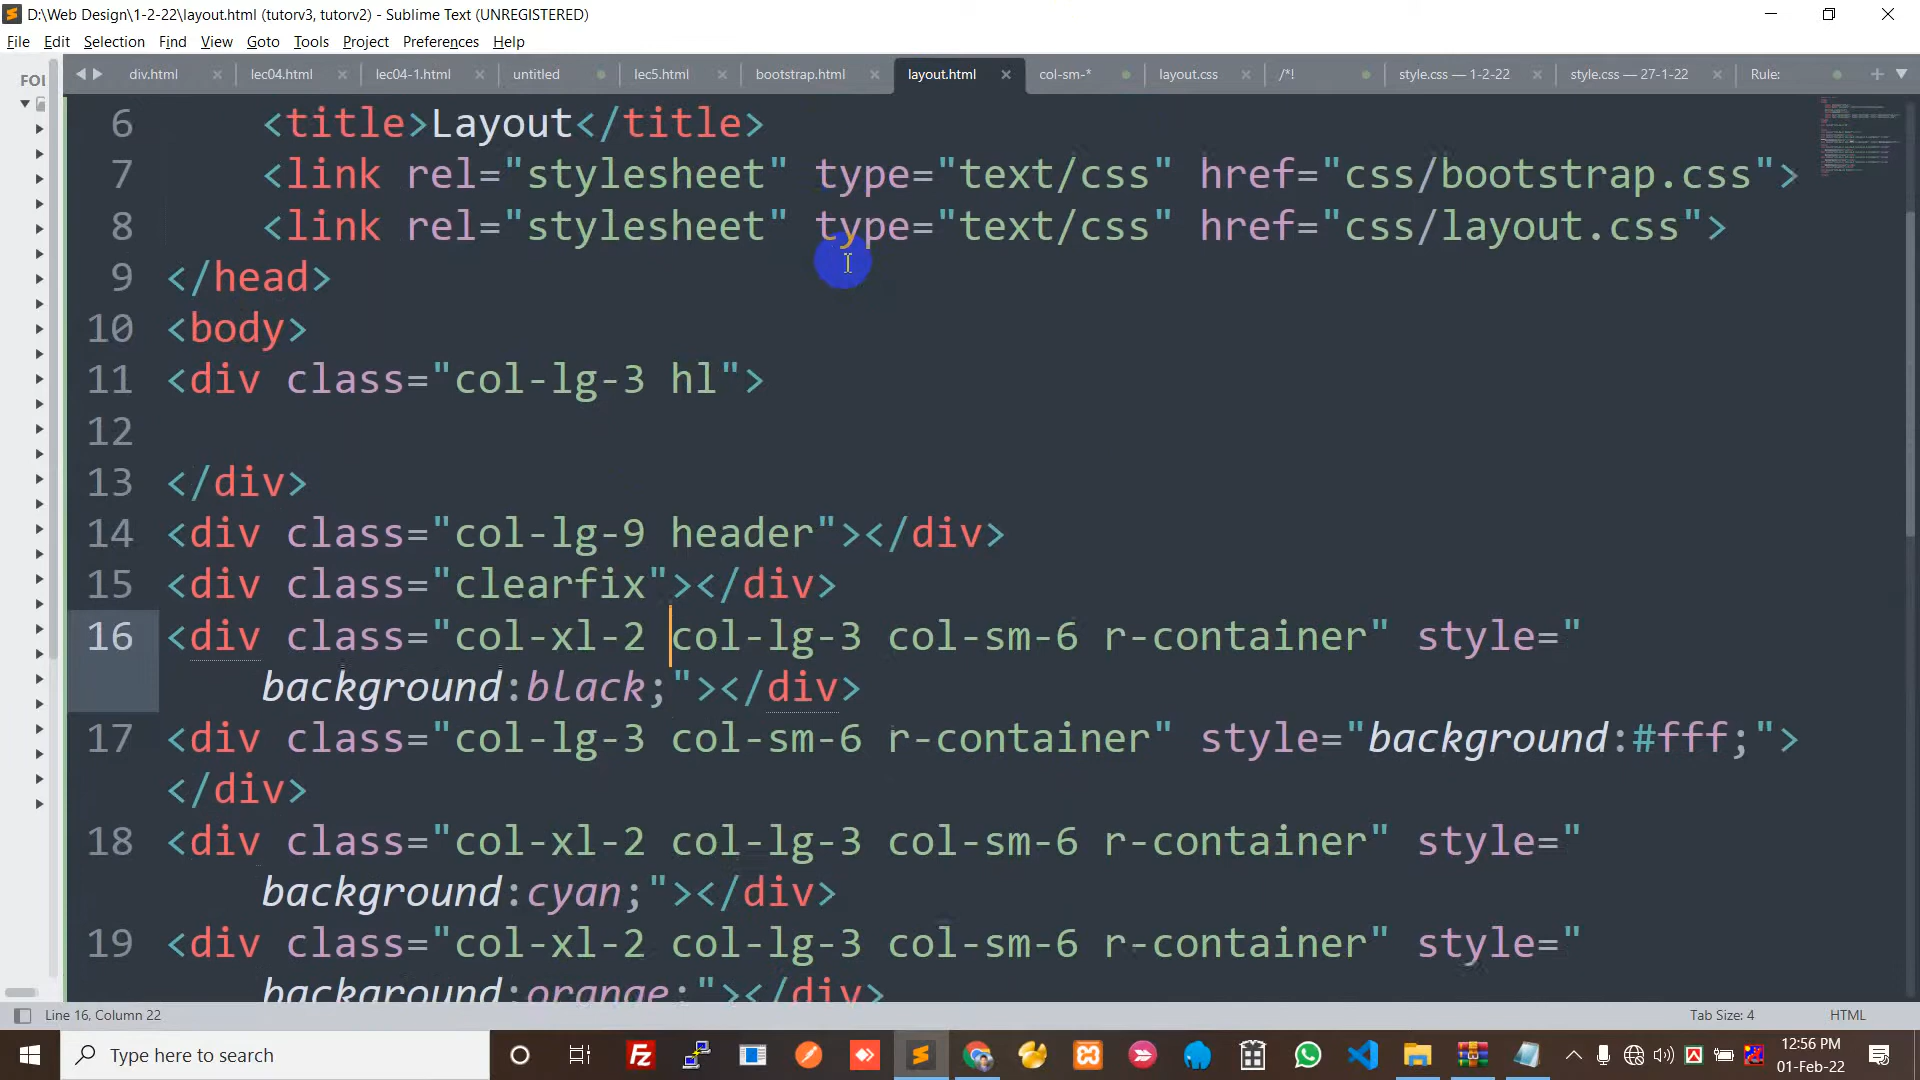 D:\Web Design\1-2-22\layout.html (tutorv3, tutorv2) - Sublime Text (UNREGISTERED)
File Edit Selection Find View Goto Tools Project Preferences Help
FOL
div.html lec04.html lec04-1.html untitled lec5.html bootstrap.html layout.html col-sm-* layout.css /*! style.css — 1-2-22 style.css — 27-1-22 Rule:
6 <title>Layout</title>
7 <link rel="stylesheet" type="text/css" href="css/bootstrap.css">
8 <link rel="stylesheet" type="text/css" href="css/layout.css">
9 </head>
10 <body>
11 <div class="col-lg-3 hl">
12
13 </div>
14 <div class="col-lg-9 header"></div>
15 <div class="clearfix"></div>
16 <div class="col-xl-2 col-lg-3 col-sm-6 r-container" style="
background:black;"></div>
17 <div class="col-lg-3 col-sm-6 r-container" style="background:#fff;">
</div>
18 <div class="col-xl-2 col-lg-3 col-sm-6 r-container" style="
background:cyan;"></div>
19 <div class="col-xl-2 col-lg-3 col-sm-6 r-container" style="
background:orange;"></div>
Line 16, Column 22 Tab Size: 4 HTML
Type here to search
12:56 PM
01-Feb-22